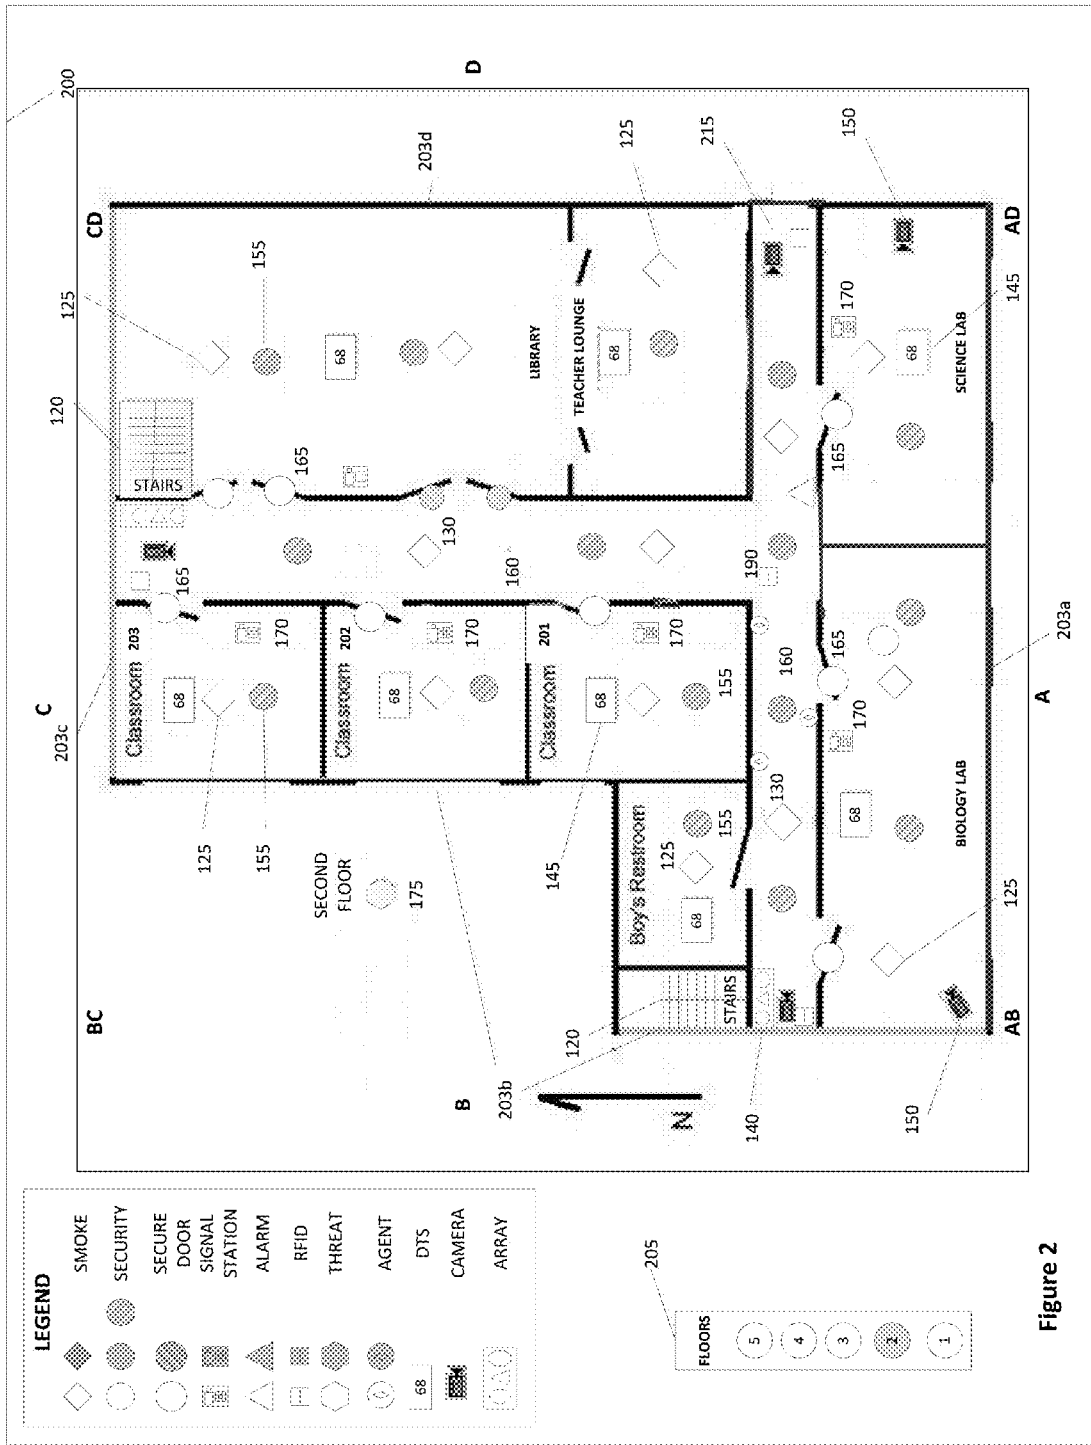 200
D
CD
203d
125
155
120
125
215
150
STAIRS
165
68
LIBRARY
TEACHER LOUNGE
68
170
68
145
AD
SCIENCE LAB
165
130
160
190
165
C
203c
Classroom 203
170
68
125
155
Classroom 202
170
68
Classroom 201
170
68
155
145
160
165
170
130
68
BIOLOGY LAB
A
203a
SECOND
FLOOR
175
Boy's Restroom
125
155
68
STAIRS
120
125
BC
B
203b
N
140
150
AB
LEGEND
SMOKE
SECURITY
SECURE
DOOR
SIGNAL
STATION
ALARM
RFID
THREAT
AGENT
68 DTS
CAMERA
ARRAY
205
FLOORS
5
4
3
2
1
Figure 2